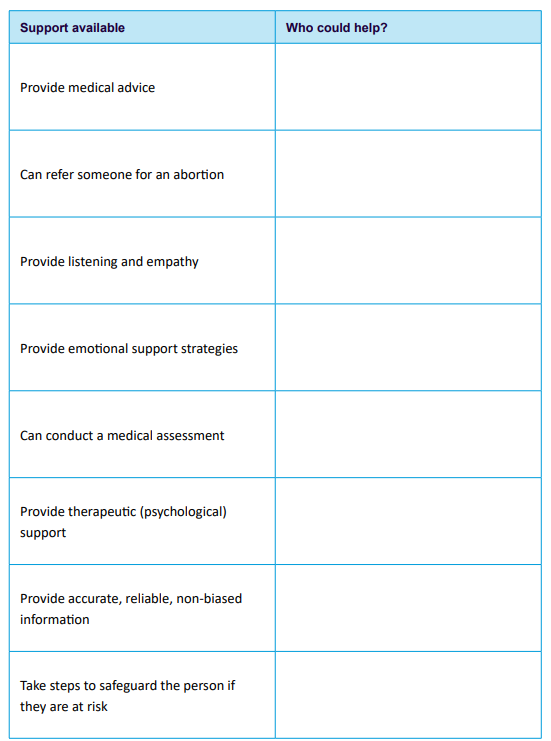 Support available Who could help?
Provide medical advice
Can refer someone for an abortion
Provide listening and empathy
Provide emotional support strategies
Can conduct a medical assessment
Provide therapeutic (psychological)
support
Provide accurate, reliable, non-biased
information
Take steps to safeguard the person if
they are at risk